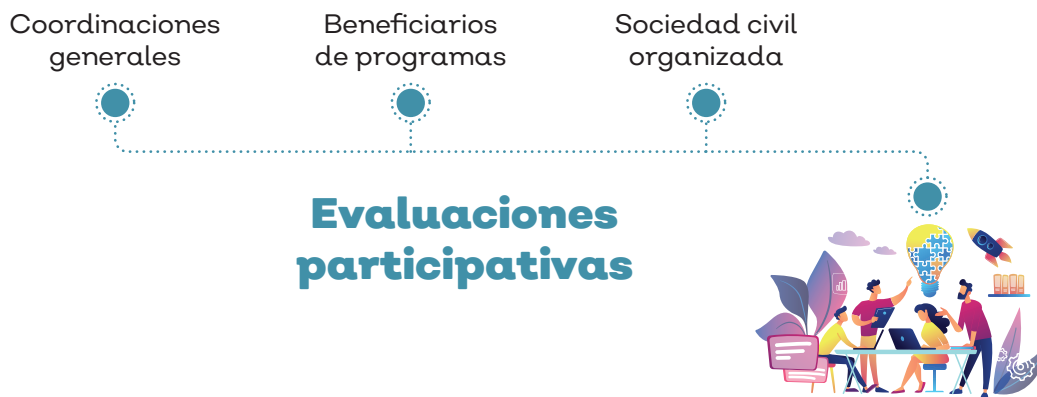 Coordinaciones
generales
Beneficiarios
de programas
Sociedad civil
organizada
Evaluaciones
participativas